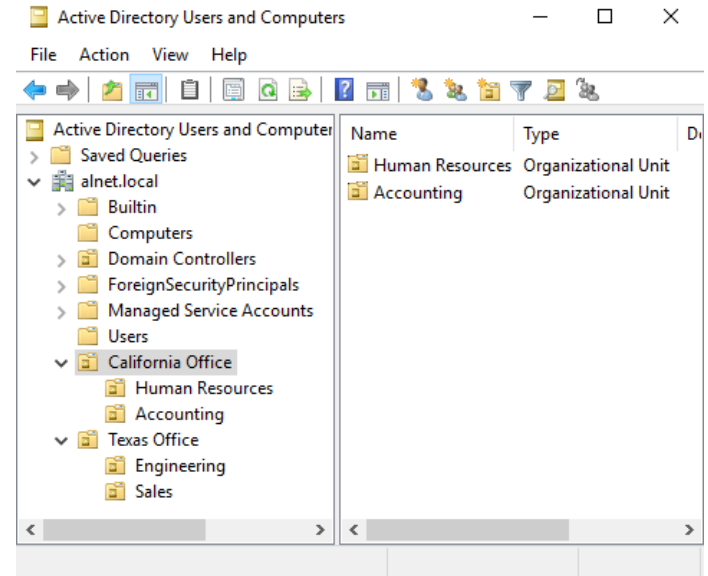 Active Directory Users and Computers
File Action View Help
Active Directory Users and Computer
Saved Queries
alnet.local
Builtin
Computers
Domain Controllers
ForeignSecurityPrincipals
Managed Service Accounts
Users
California Office
Human Resources
Accounting
Texas Office
Engineering
Sales
Name Type
Human Resources Organizational Unit
Accounting Organizational Unit